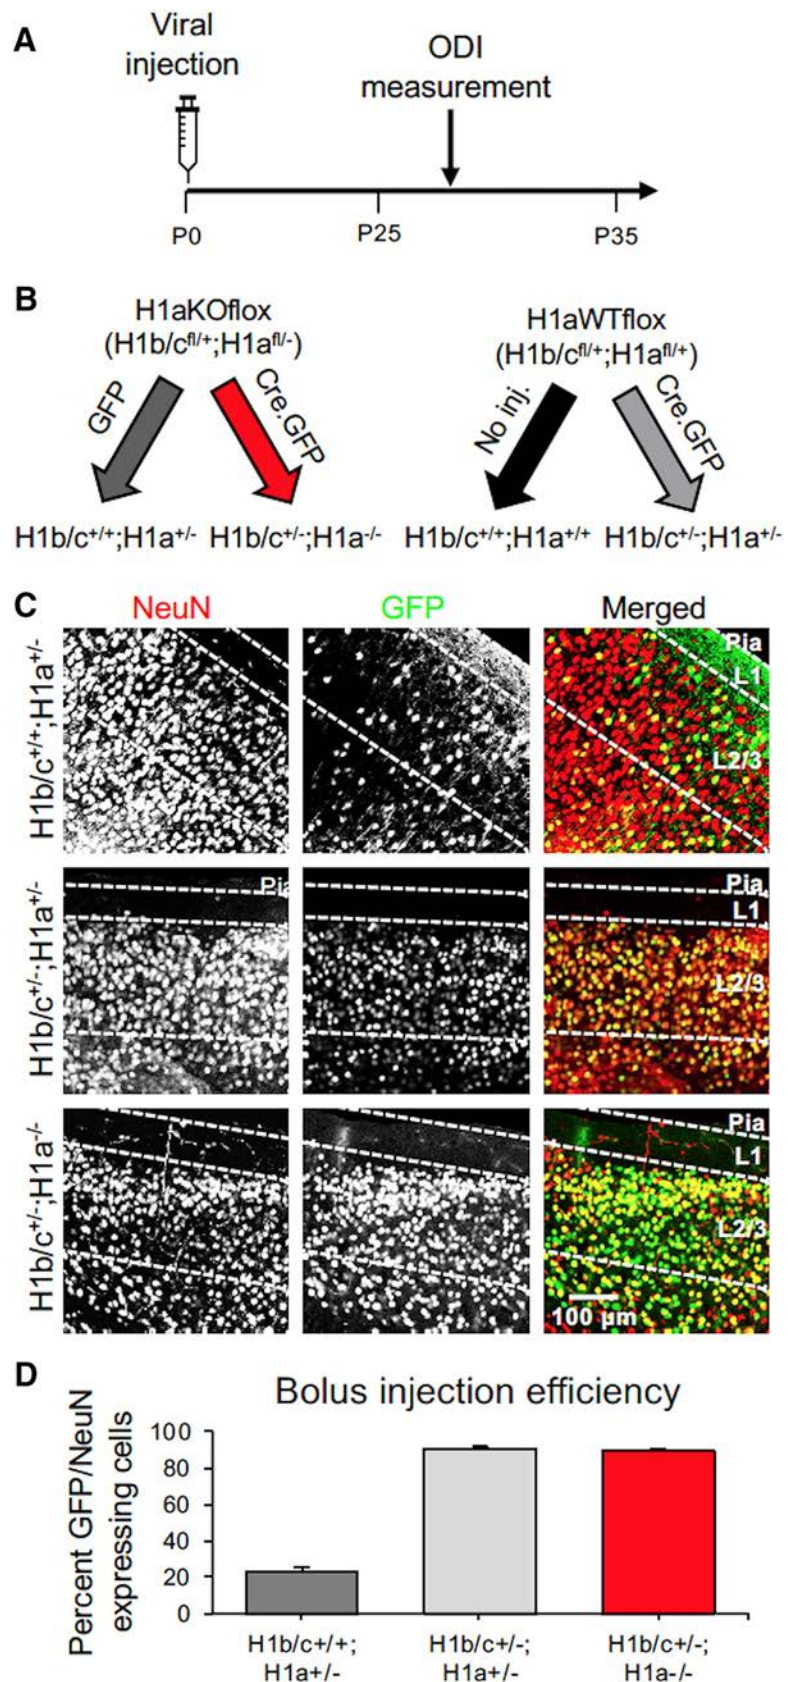 A
Viral
injection
ODI
measurement
P0
P25
P35
B
H1aKOflox
(H1b/c^fl/+;H1a^fl/-)
H1aWTflox
(H1b/c^fl/+;H1a^fl/+)
GFP
Cre.GFP
No inj.
Cre.GFP
H1b/c^+/+;H1a^+/-
H1b/c^+/-;H1a^-/-
H1b/c^+/+;H1a^+/+
H1b/c^+/-;H1a^+/-
C
NeuN
GFP
Merged
H1b/c^+/+;H1a^+/-
Pia
L1
L2/3
H1b/c^+/-;H1a^+/-
Pia
Pia
L1
L2/3
H1b/c^+/-;H1a^-/-
Pia
L1
L2/3
100 µm
D
Bolus injection efficiency
Percent GFP/NeuN
expressing cells
100
80
60
40
20
0
H1b/c+/+;
H1a+/-
H1b/c+/-;
H1a+/-
H1b/c+/-;
H1a-/-